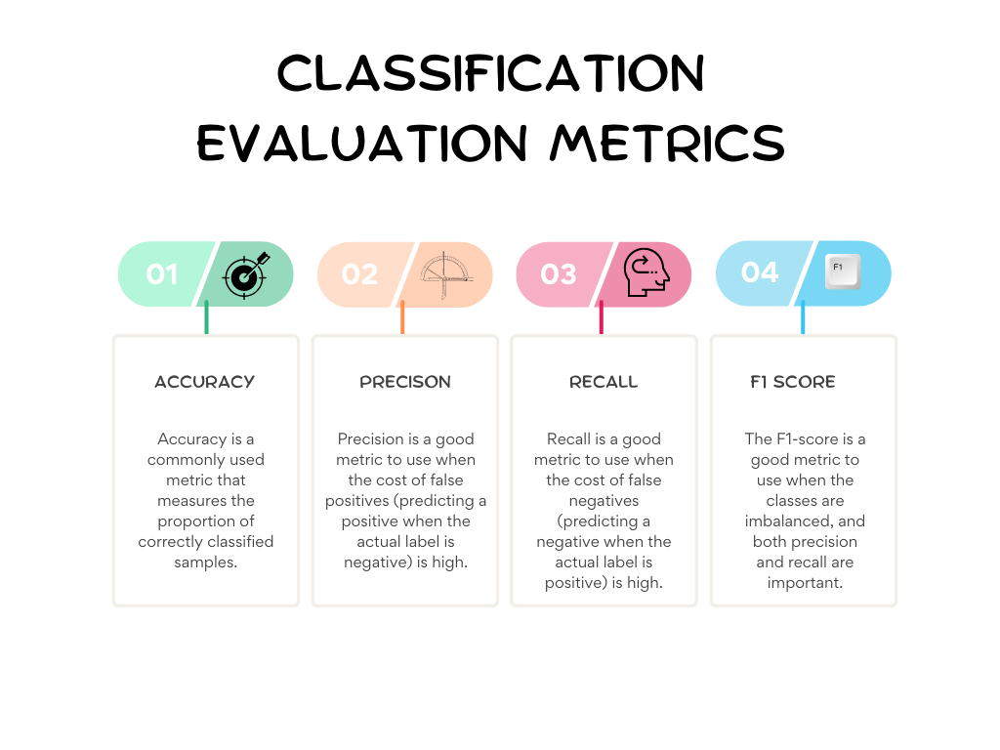 CLASSIFICATION
EVALUATION METRICS
01
ACCURACY
Accuracy is a
commonly used
metric that
measures the
proportion of
correctly classified
samples.
02
PRECISON
Precision is a good
metric to use when
the cost of false
positives (predicting a
positive when the
actual label is
negative) is high.
03
RECALL
Recall is a good
metric to use when
the cost of false
negatives
(predicting a
negative when the
actual label is
positive) is high.
04
F1
F1 SCORE
The F1-score is a
good metric to
use when the
classes are
imbalanced, and
both precision
and recall are
important.